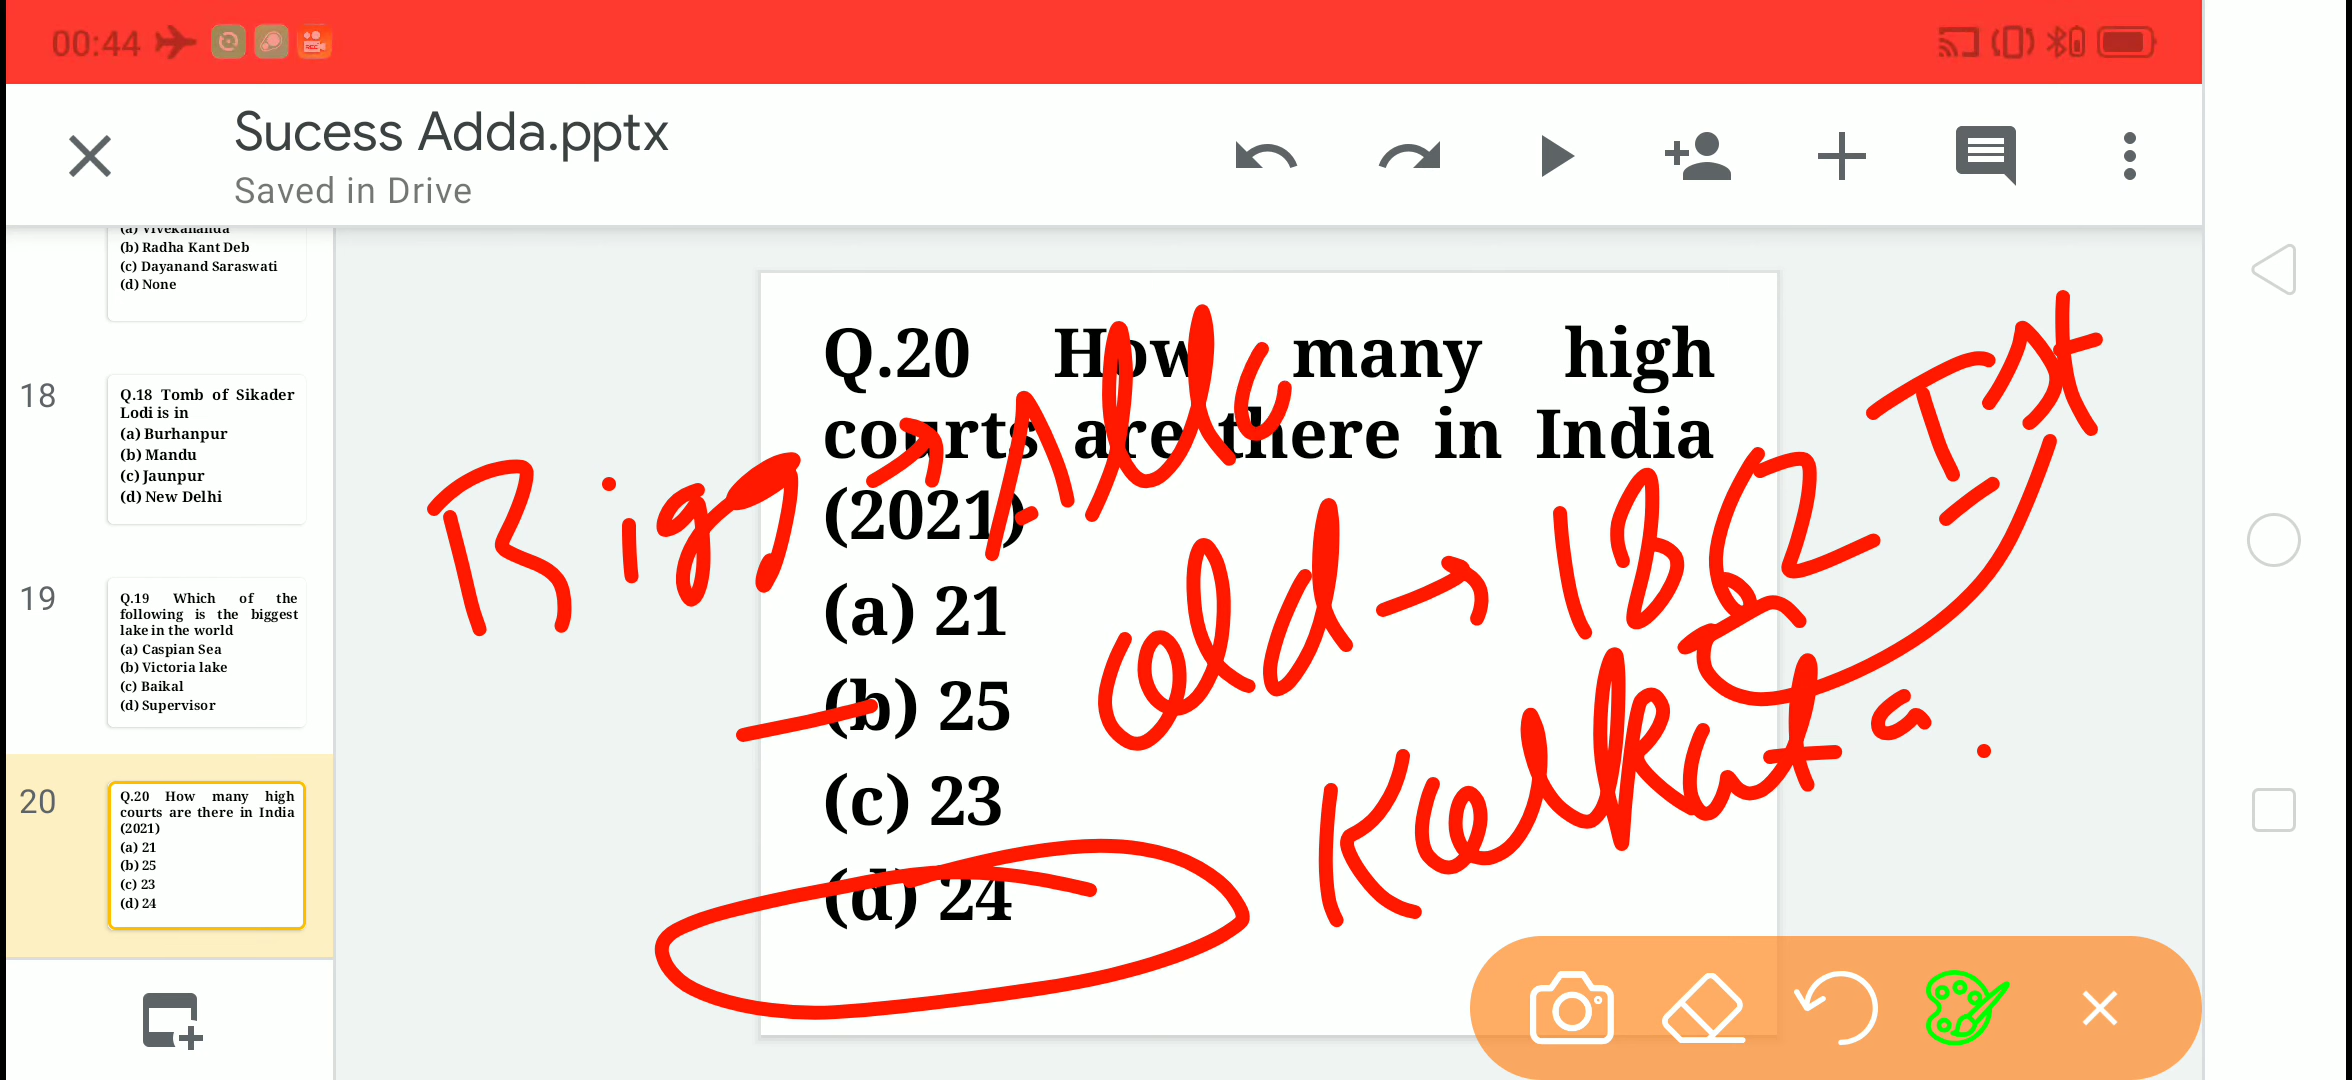 00:44
Sucess Adda.pptx
Saved in Drive
(a) Vivekananda
(b) Radha Kant Deb
(c) Dayanand Saraswati
(d) None
18
Q.18 Tomb of Sikader
Lodi is in
(a) Burhanpur
(b) Mandu
(c) Jaunpur
(d) New Delhi
19
Q.19 Which of the
following is the biggest
lake in the world
(a) Caspian Sea
(b) Victoria lake
(c) Baikal
(d) Supervisor
20
Q.20 How many high
courts are there in India
(2021)
(a) 21
(b) 25
(c) 23
(d) 24
Q.20 How many high
courts are there in India
(2021)
(a) 21
(b) 25
(c) 23
(d) 24
old → 1862